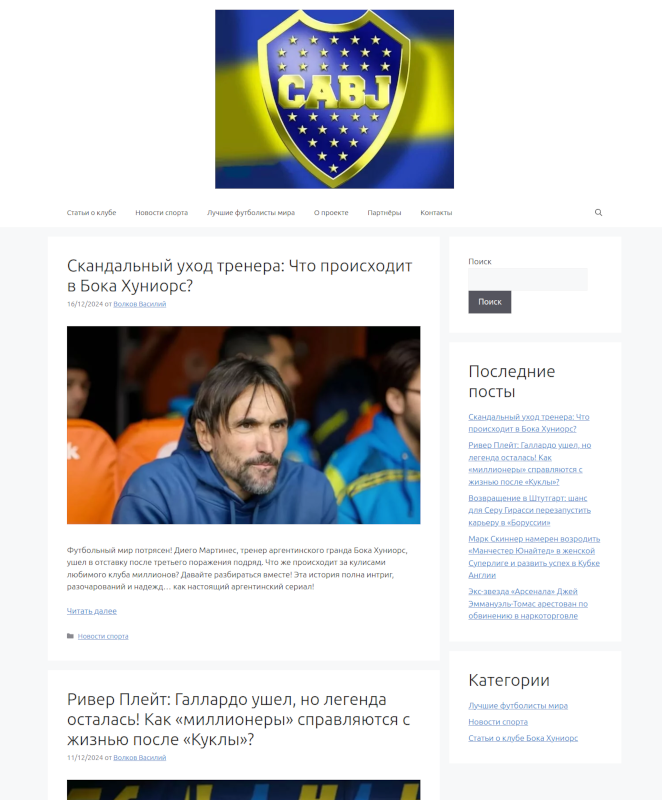 CABJ
Статьи о клубе
Новости спорта
Лучшие футболисты мира
О проекте
Партнёры
Контакты
Скандальный уход тренера: Что происходит
в Бока Хуниорс?
16/12/2024 от Волков Василий
Футбольный мир потрясен! Диего Мартинес, тренер аргентинского гранда Бока Хуниорс,
ушел в отставку после третьего поражения подряд. Что же происходит за кулисами
любимого клуба миллионов? Давайте разбираться вместе! Эта история полна интриг,
разочарований и надежд… как настоящий аргентинский сериал!
Читать далее
Новости спорта
Ривер Плейт: Галлардо ушел, но легенда
осталась! Как «миллионеры» справляются с
жизнью после «Куклы»?
11/12/2024 от Волков Василий
Поиск
Поиск
Последние
посты
Скандальный уход тренера: Что
происходит в Бока Хуниорс?
Ривер Плейт: Галлардо ушел, но
легенда осталась! Как
«миллионеры» справляются с
жизнью после «Куклы»?
Возвращение в Штутгарт: шанс
для Серу Гирасси перезапустить
карьеру в «Боруссии»
Марк Скиннер намерен возродить
«Манчестер Юнайтед» в женской
Суперлиге и развить успех в Кубке
Англии
Экс-звезда «Арсенала» Джей
Эммануэль-Томас арестован по
обвинению в наркоторговле
Категории
Лучшие футболисты мира
Новости спорта
Статьи о клубе Бока Хуниорс